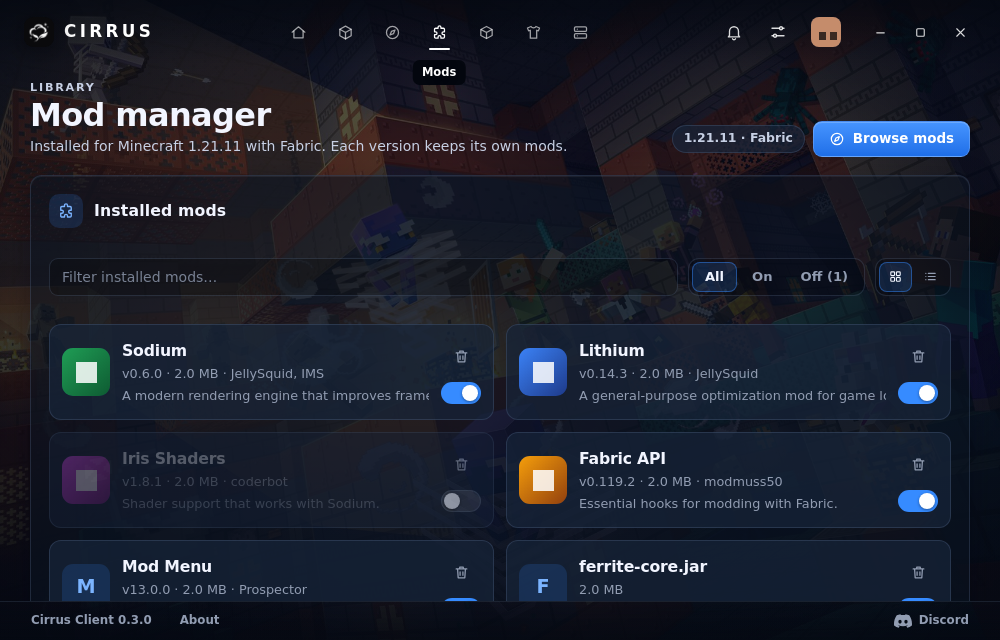 CIRRUS
Mods
LIBRARY
Mod manager
Installed for Minecraft 1.21.11 with Fabric. Each version keeps its own mods.
1.21.11 · Fabric
Browse mods
Installed mods
Filter installed mods...
All
On
Off (1)
Sodium
v0.6.0 · 2.0 MB · JellySquid, IMS
A modern rendering engine that improves frame
Lithium
v0.14.3 · 2.0 MB · JellySquid
A general-purpose optimization mod for game lo
Iris Shaders
v1.8.1 · 2.0 MB · coderbot
Shader support that works with Sodium.
Fabric API
v0.119.2 · 2.0 MB · modmuss50
Essential hooks for modding with Fabric.
M
Mod Menu
v13.0.0 · 2.0 MB · Prospector
F
ferrite-core.jar
2.0 MB
Cirrus Client 0.3.0
About
Discord